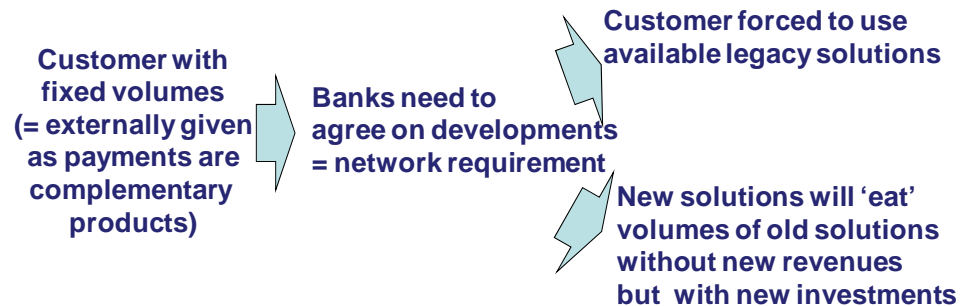 Customer with
fixed volumes
(= externally given
as payments are
complementary
products)
Banks need to
agree on developments
= network requirement
Customer forced to use
available legacy solutions
New solutions will ‘eat’
volumes of old solutions
without new revenues
but with new investments